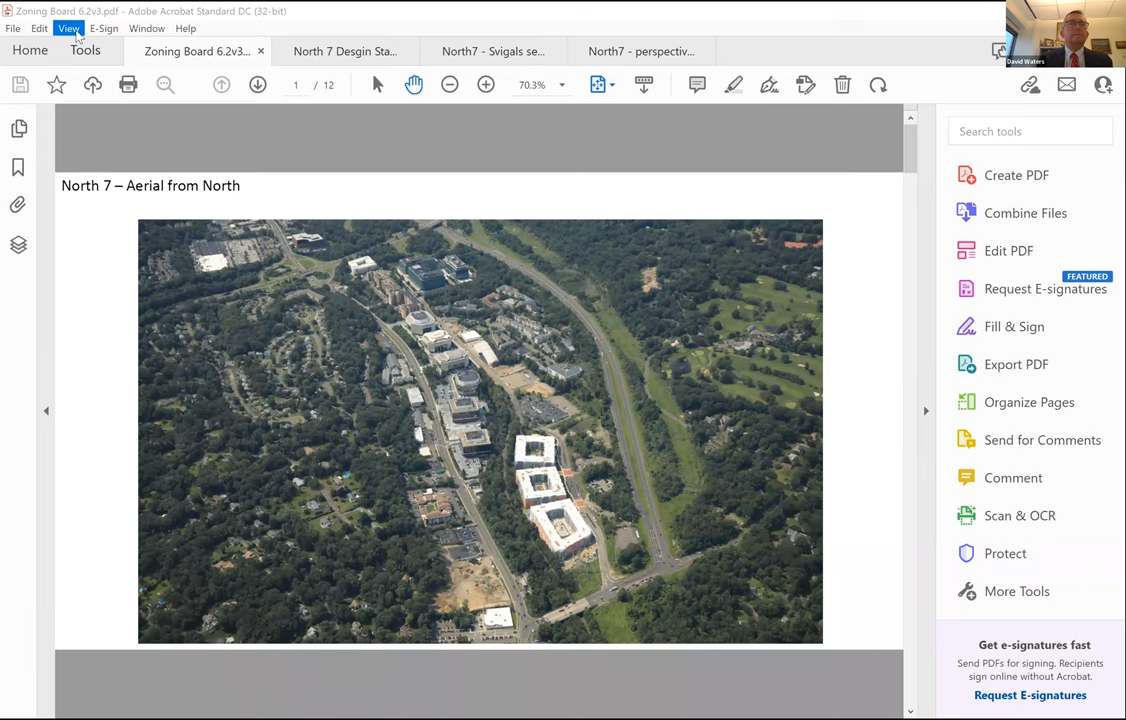 Zoning Board 6.2v3.pdf - Adobe Acrobat Standard DC (32-bit)
File Edit View E-Sign Window Help
Home Tools Zoning Board 6.2v3... × North 7 Desgin Sta... North7 - Svigals se... North7 - perspectiv...
David Waters
1 / 12 70.3%
North 7 – Aerial from North
Search tools
Create PDF
Combine Files
Edit PDF
FEATURED
Request E-signatures
Fill & Sign
Export PDF
Organize Pages
Send for Comments
Comment
Scan & OCR
Protect
More Tools
Get e-signatures fast
Send PDFs for signing. Recipients
sign online without Acrobat.
Request E-signatures